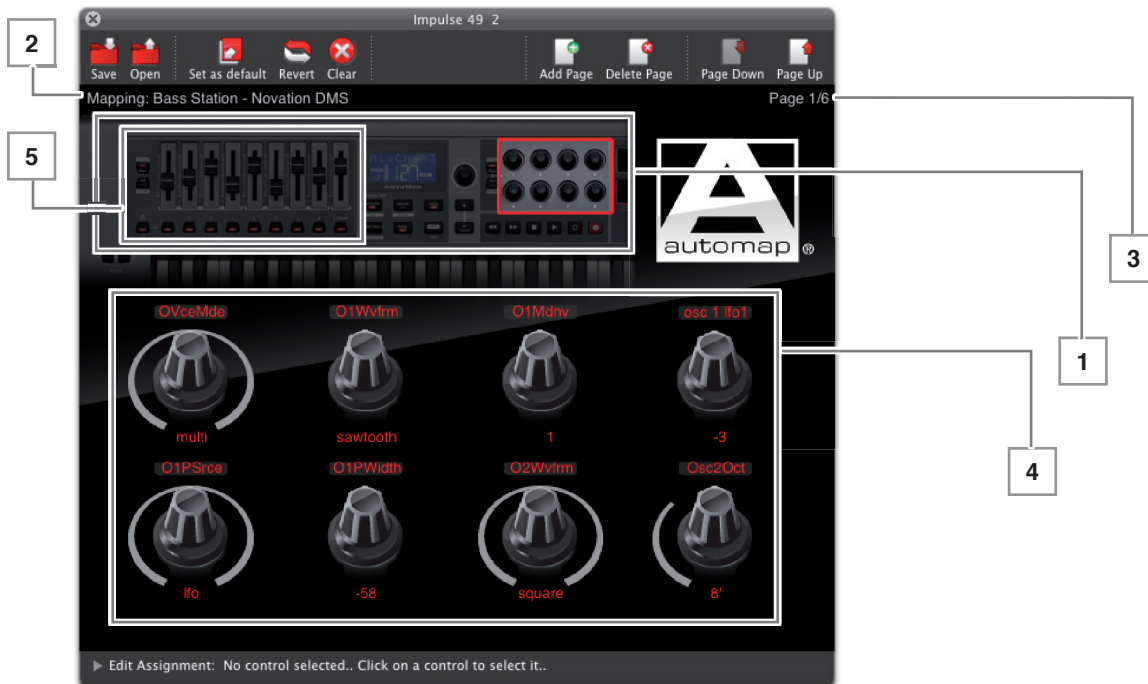 Impulse 49 2
Save Open Set as default Revert Clear Add Page Delete Page Page Down Page Up
Mapping: Bass Station - Novation DMS Page 1/6
2
5
3
1
4
MixChan3
127
novation
automap ®
OVceMde O1Wvfrm O1Mdnv osc 1 lfo1
multi sawtooth 1 -3
O1PSrce O1PWidth O2Wvfrm Osc2Oct
lfo -58 square 8'
Edit Assignment: No control selected.. Click on a control to select it..